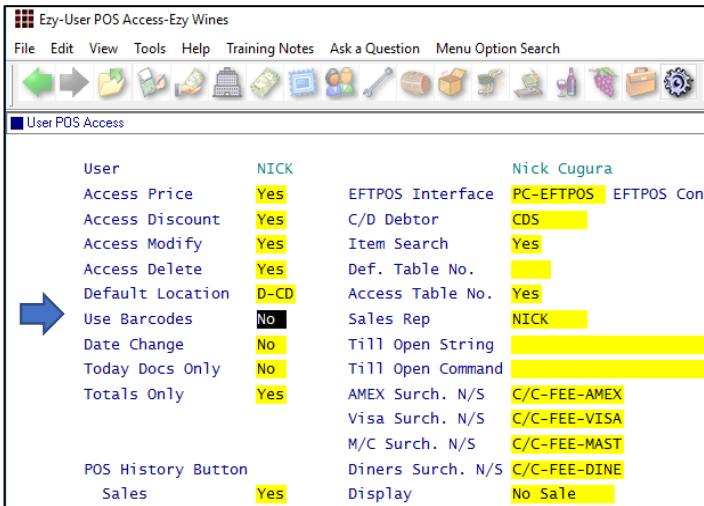 Ezy-User POS Access-Ezy Wines
File Edit View Tools Help Training Notes Ask a Question Menu Option Search
User POS Access
User NICK Nick Cugura
Access Price Yes EFTPOS Interface PC-EFTPOS EFTPOS Con
Access Discount Yes C/D Debtor CDS
Access Modify Yes Item Search Yes
Access Delete Yes Def. Table No.
Default Location D-CD Access Table No. Yes
Use Barcodes No Sales Rep NICK
Date Change No Till Open String
Today Docs Only No Till Open Command
Totals Only Yes AMEX Surch. N/S C/C-FEE-AMEX
Visa Surch. N/S C/C-FEE-VISA
M/C Surch. N/S C/C-FEE-MAST
POS History Button Diners Surch. N/S C/C-FEE-DINE
Sales Yes Display No Sale